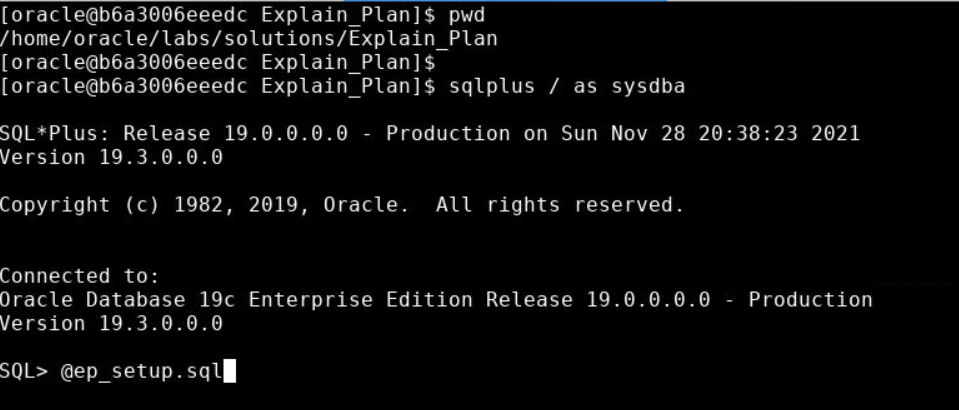 [oracle@b6a3006eeedc Explain_Plan]$ pwd
/home/oracle/labs/solutions/Explain_Plan
[oracle@b6a3006eeedc Explain_Plan]$
[oracle@b6a3006eeedc Explain_Plan]$ sqlplus / as sysdba
SQL*Plus: Release 19.0.0.0.0 - Production on Sun Nov 28 20:38:23 2021
Version 19.3.0.0.0
Copyright (c) 1982, 2019, Oracle.  All rights reserved.
Connected to:
Oracle Database 19c Enterprise Edition Release 19.0.0.0.0 - Production
Version 19.3.0.0.0
SQL> @ep_setup.sql